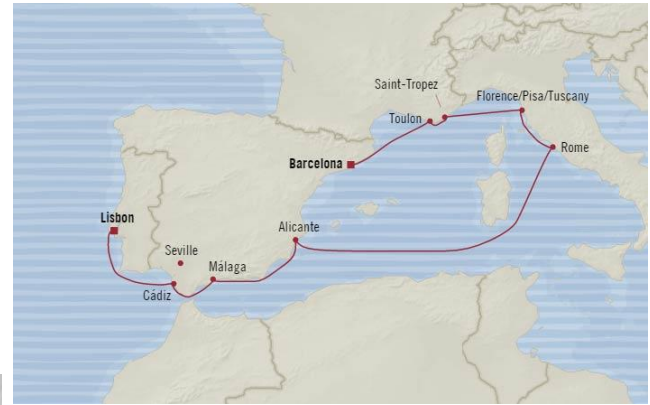 Saint-Tropez
Florence/Pisa/Tuscany
Toulon
Rome
Barcelona
Lisbon
Alicante
Seville
Málaga
Cádiz